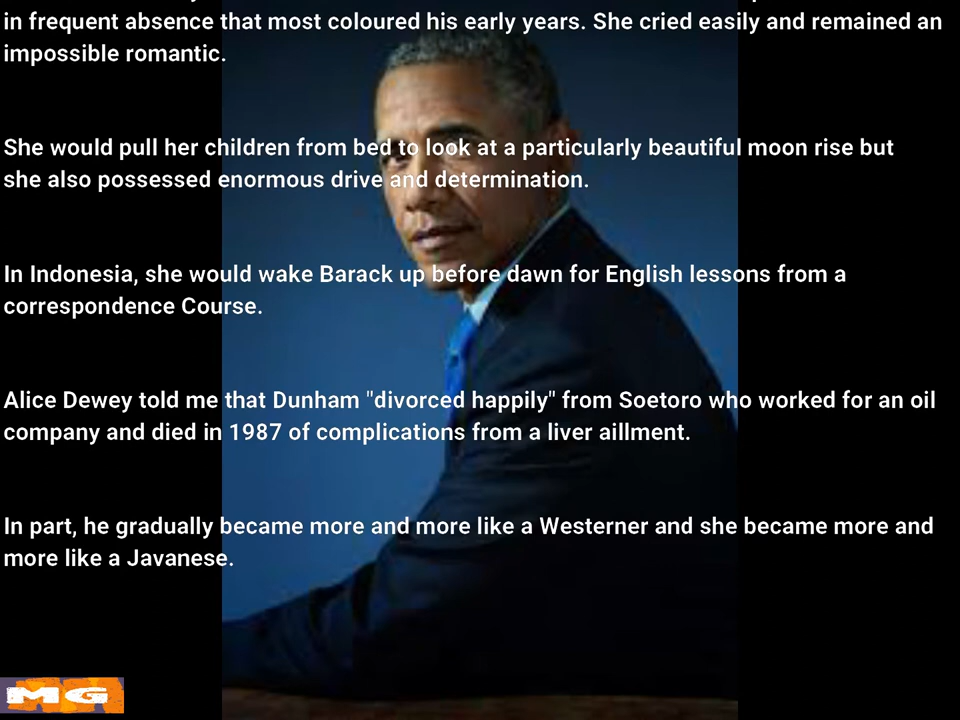 in frequent absence that most coloured his early years. She cried easily and remained an
impossible romantic.
She would pull her children from bed to look at a particularly beautiful moon rise but
she also possessed enormous drive and determination.
In Indonesia, she would wake Barack up before dawn for English lessons from a
correspondence Course.
Alice Dewey told me that Dunham "divorced happily" from Soetoro who worked for an oil
company and died in 1987 of complications from a liver aillment.
In part, he gradually became more and more like a Westerner and she became more and
more like a Javanese.
MG